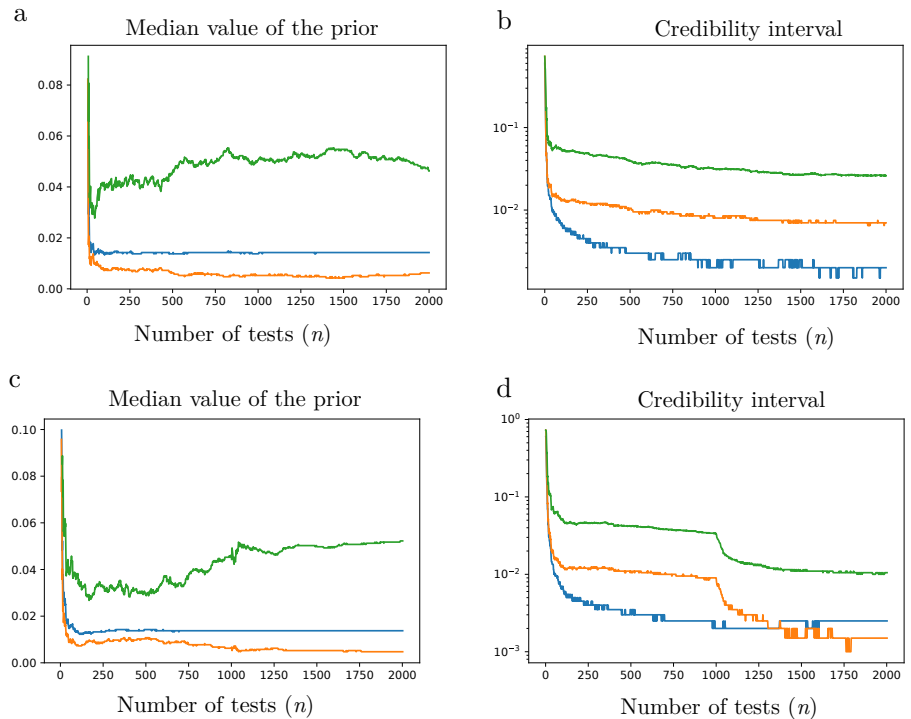 a
Median value of the prior
0.08
0.06
0.04
0.02
0.00
0 250 500 750 1000 1250 1500 1750 2000
Number of tests (n)
b
Credibility interval
10⁻¹
10⁻²
0 250 500 750 1000 1250 1500 1750 2000
Number of tests (n)
c
Median value of the prior
0.10
0.08
0.06
0.04
0.02
0.00
0 250 500 750 1000 1250 1500 1750 2000
Number of tests (n)
d
Credibility interval
10⁰
10⁻¹
10⁻²
10⁻³
0 250 500 750 1000 1250 1500 1750 2000
Number of tests (n)